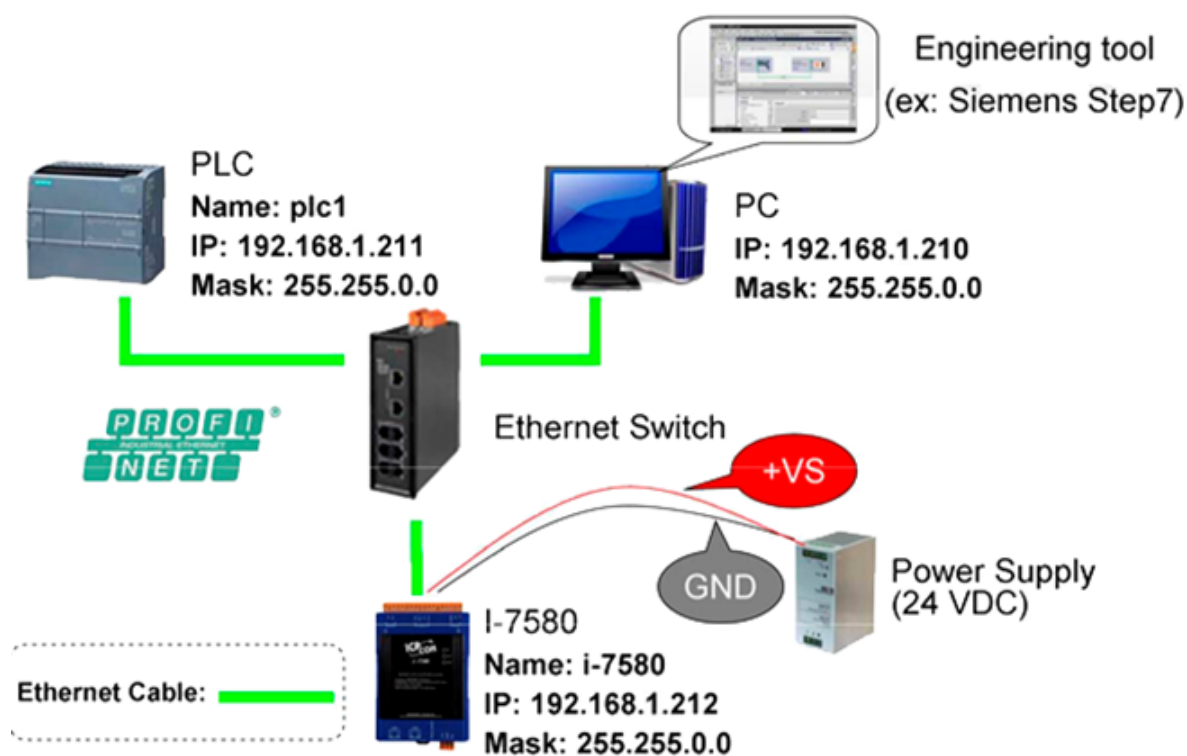 Engineering tool
(ex: Siemens Step7)
PLC
Name: plc1
IP: 192.168.1.211
Mask: 255.255.0.0
PC
IP: 192.168.1.210
Mask: 255.255.0.0
PROFI®
INDUSTRIAL ETHERNET
NET
Ethernet Switch
+VS
GND
Power Supply
(24 VDC)
I-7580
Name: i-7580
IP: 192.168.1.212
Mask: 255.255.0.0
Ethernet Cable: